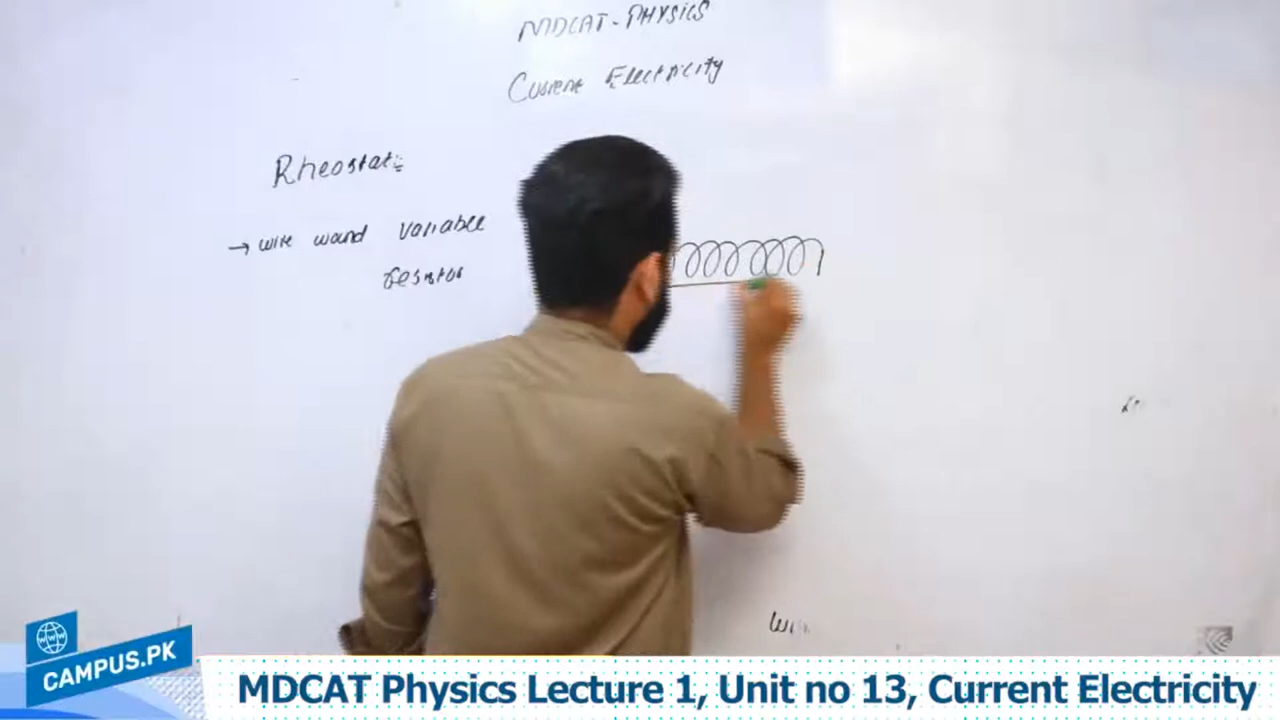 MDCAT-PHYSICS
Current Electricity
Rheostat:
→ wire wound variable
resistor
WWW
CAMPUS.PK
MDCAT Physics Lecture 1, Unit no 13, Current Electricity